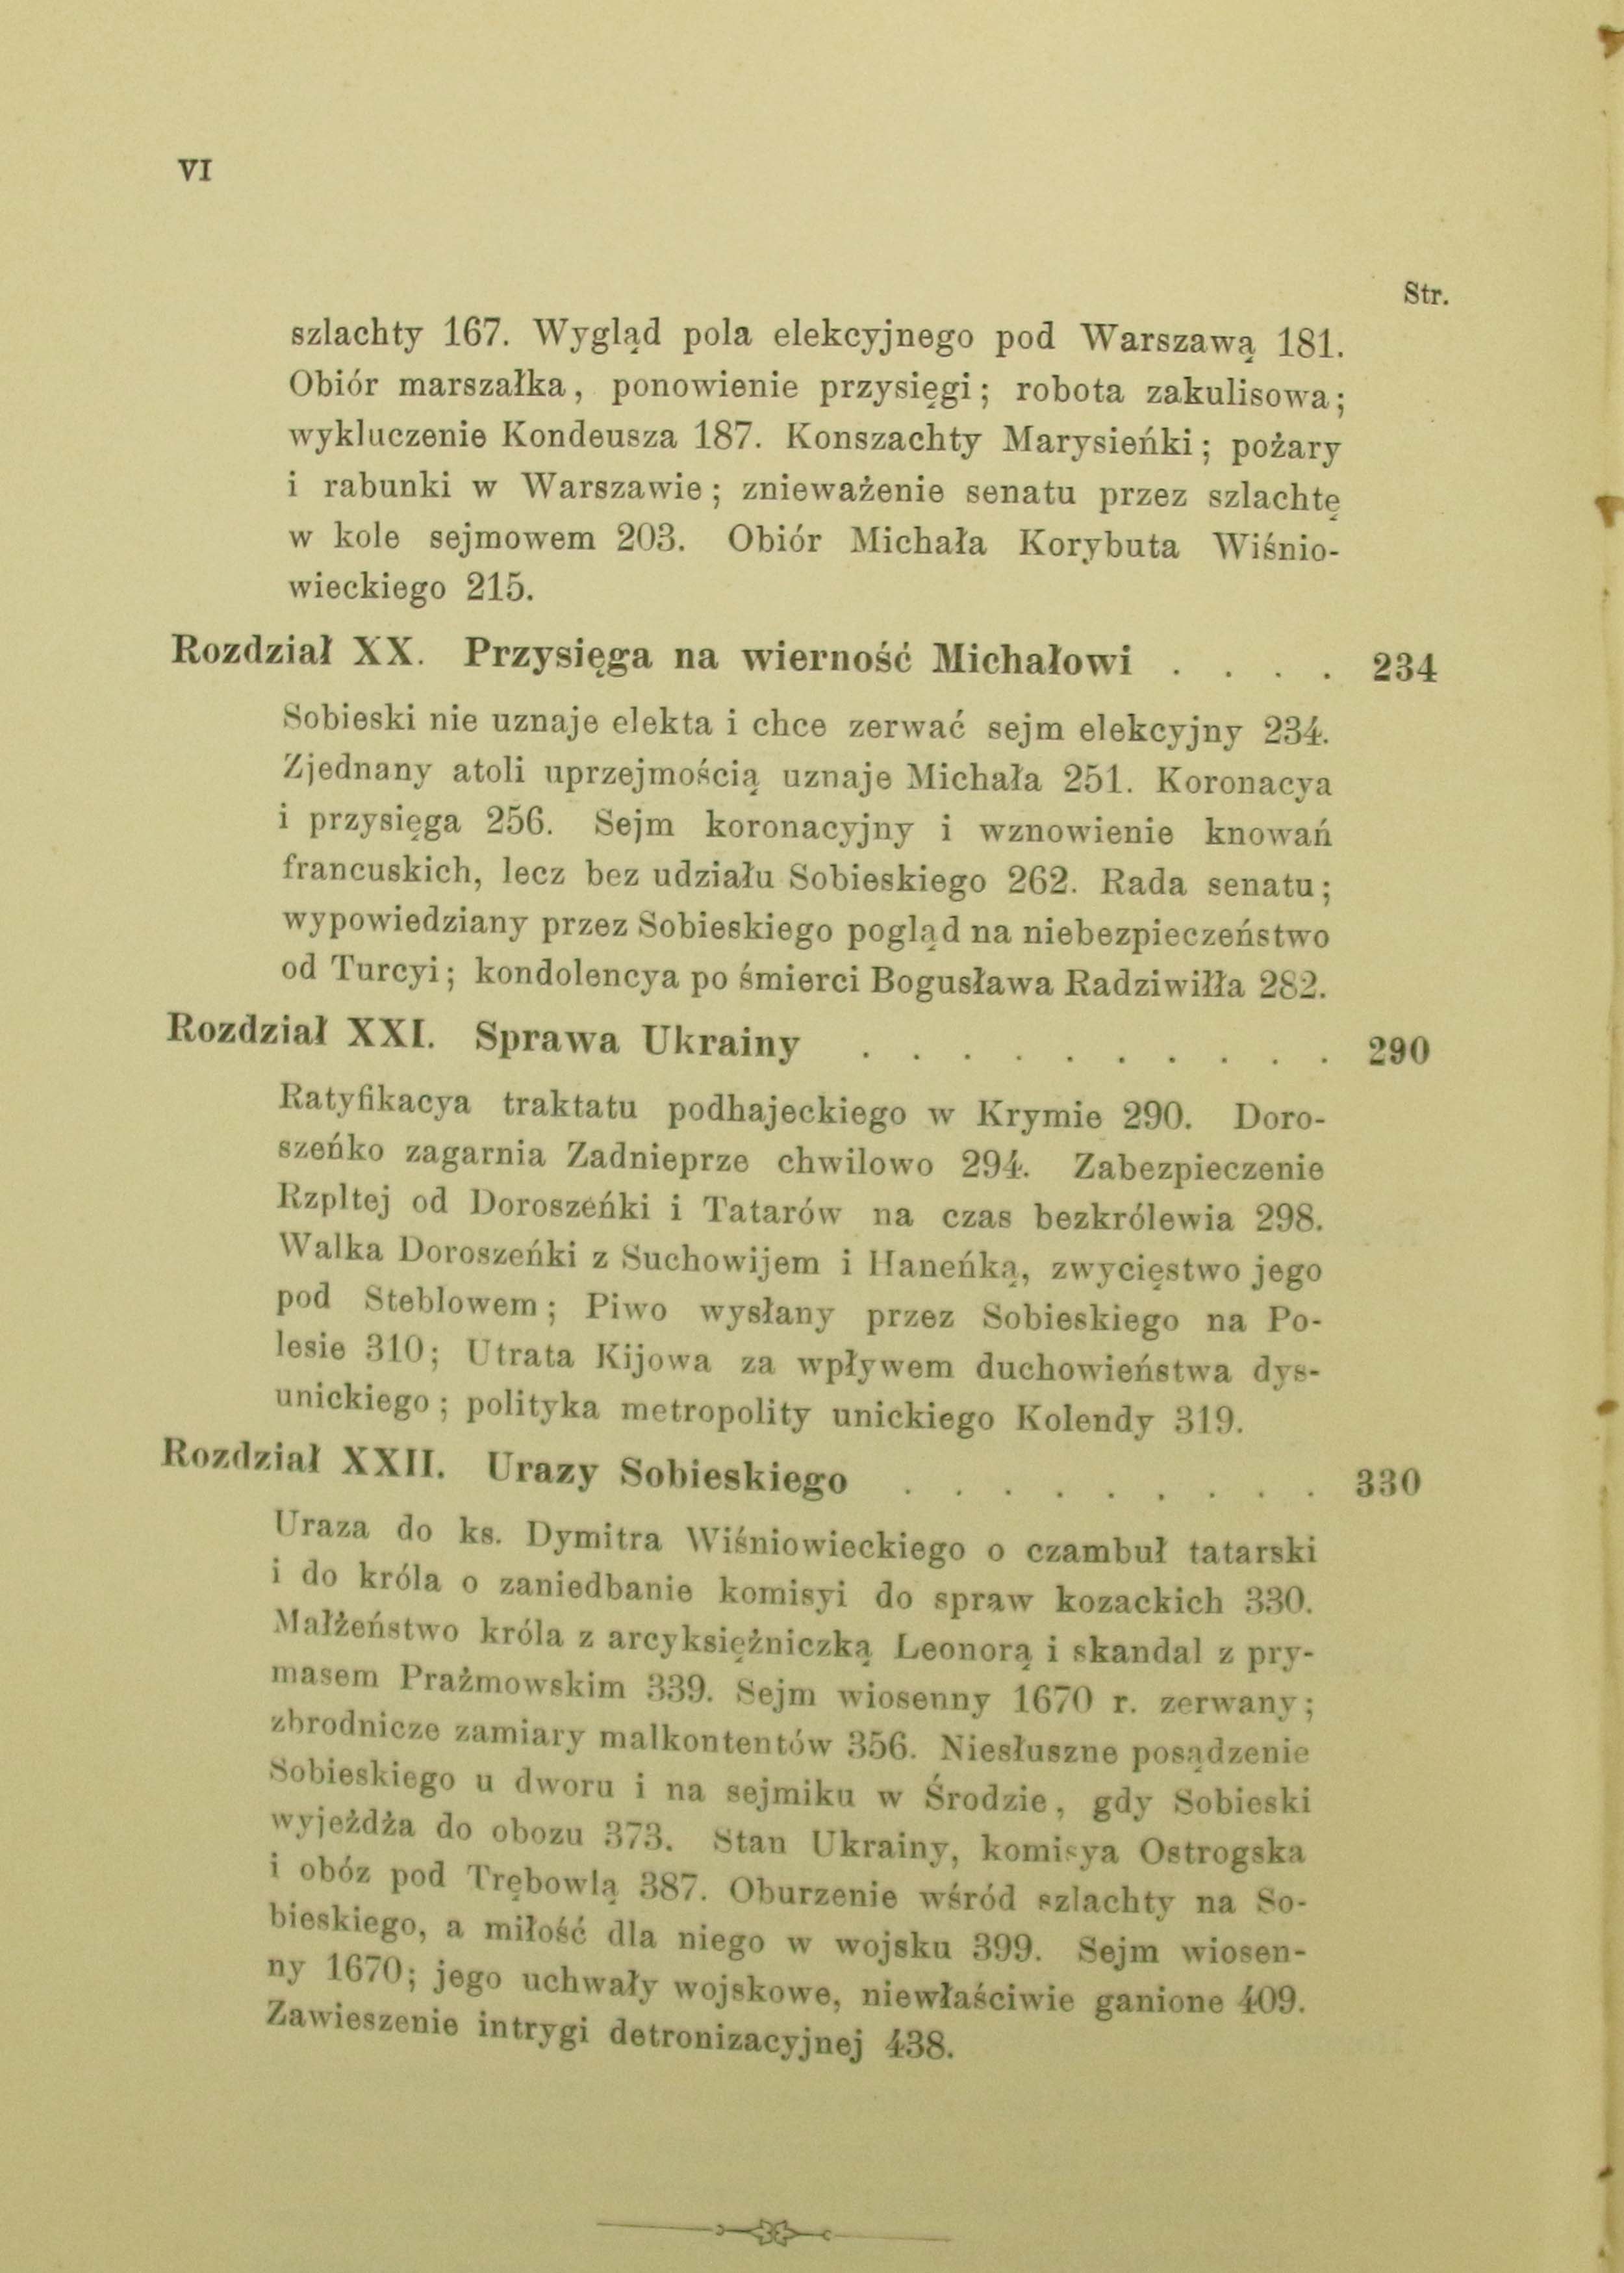 VI
Str.
szlachty 167. Wygląd pola elekcyjnego pod Warszawą 181.
Obiór marszałka, ponowienie przysięgi; robota zakulisowa;
wykluczenie Kondeusza 187. Konszachty Marysieńki; pożary
i rabunki w Warszawie; znieważenie senatu przez szlachtę
w kole sejmowem 203. Obiór Michała Korybuta Wiśnio-
wieckiego 215.
Rozdział XX. Przysięga na wierność Michałowi . . . . 234
Sobieski nie uznaje elekta i chce zerwać sejm elekcyjny 234.
Zjednany atoli uprzejmością uznaje Michała 251. Koronacya
i przysięga 256. Sejm koronacyjny i wznowienie knowań
francuskich, lecz bez udziału Sobieskiego 262. Rada senatu;
wypowiedziany przez Sobieskiego pogląd na niebezpieczeństwo
od Turcyi; kondolencya po śmierci Bogusława Radziwiłła 282.
Rozdział XXI. Sprawa Ukrainy . . . . . . . . . . 290
Ratyfikacya traktatu podhajeckiego w Krymie 290. Doro-
szeńko zagarnia Zadnieprze chwilowo 294. Zabezpieczenie
Rzpltej od Doroszeńki i Tatarów na czas bezkrólewia 298.
Walka Doroszeńki z Suchowijem i Haneńką, zwycięstwo jego
pod Steblowem; Piwo wysłany przez Sobieskiego na Po-
lesie 310; Utrata Kijowa za wpływem duchowieństwa dys-
unickiego; polityka metropolity unickiego Kolendy 319.
Rozdział XXII. Urazy Sobieskiego . . . . . . . . . 330
Uraza do ks. Dymitra Wiśniowieckiego o czambuł tatarski
i do króla o zaniedbanie komisyi do spraw kozackich 330.
Małżeństwo króla z arcyksiężniczką Leonorą i skandal z pry-
masem Prażmowskim 339. Sejm wiosenny 1670 r. zerwany;
zbrodnicze zamiary malkontentów 356. Niesłuszne posądzenie
Sobieskiego u dworu i na sejmiku w Środzie, gdy Sobieski
wyjeżdża do obozu 373. Stan Ukrainy, komisya Ostrogska
i obóz pod Trębowlą 387. Oburzenie wśród szlachty na So-
bieskiego, a miłość dla niego w wojsku 399. Sejm wiosen-
ny 1670; jego uchwały wojskowe, niewłaściwie ganione 409.
Zawieszenie intrygi detronizacyjnej 438.